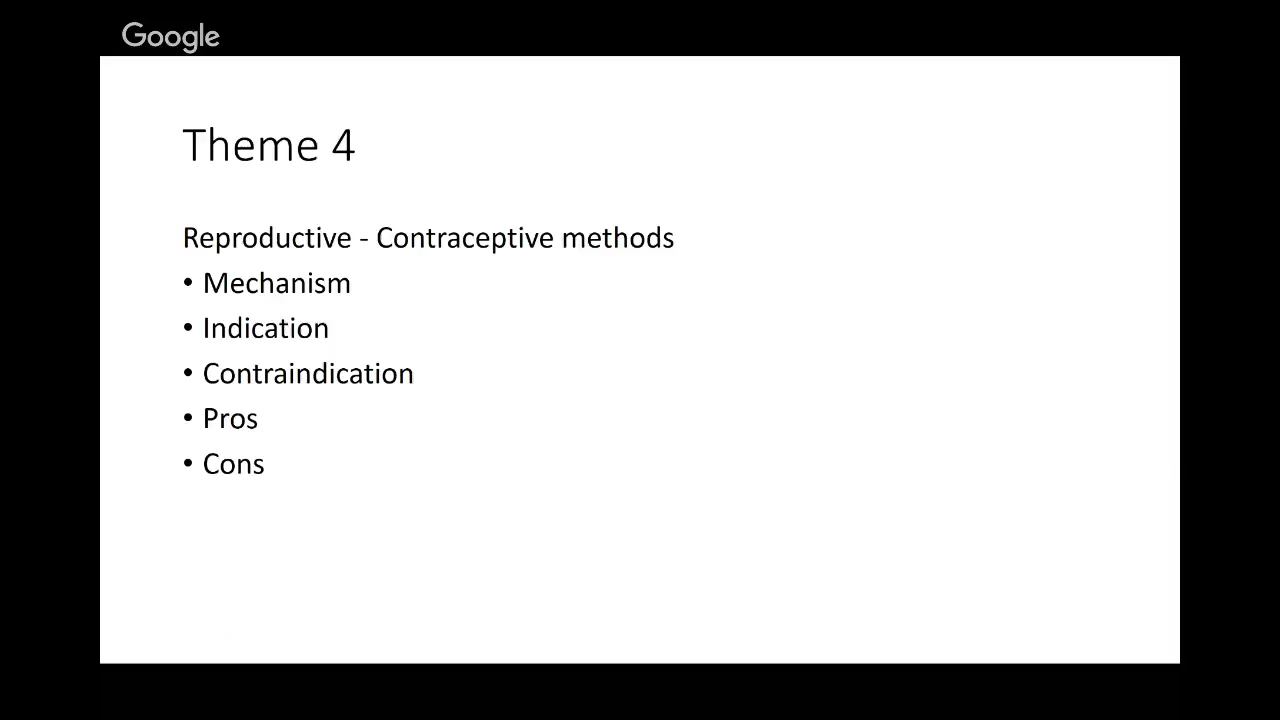 Google
Theme 4
Reproductive - Contraceptive methods
• Mechanism
• Indication
• Contraindication
• Pros
• Cons